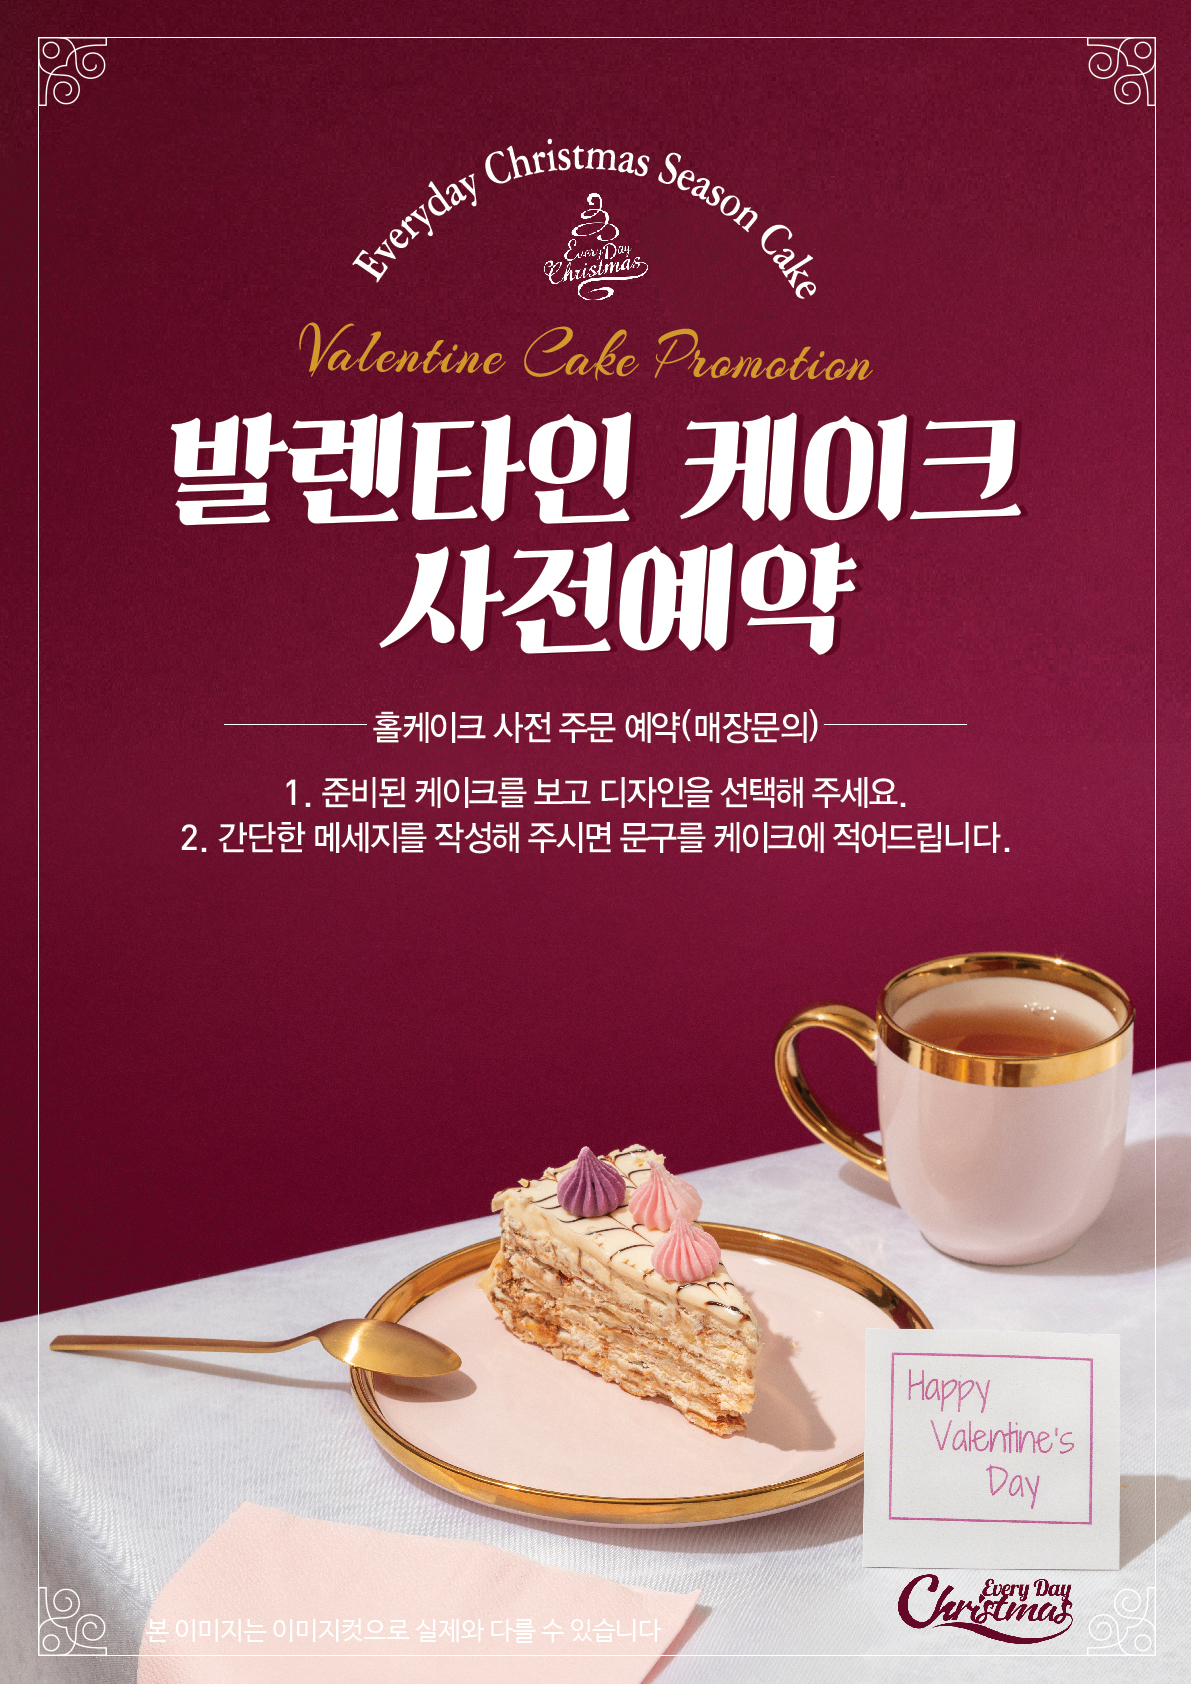 Everyday Christmas Season Cake
Every Day
Christmas
Valentine Cake Promotion
발렌타인 케이크
사전예약
홀케이크 사전 주문 예약(매장문의)
1. 준비된 케이크를 보고 디자인을 선택해 주세요.
2. 간단한 메세지를 작성해 주시면 문구를 케이크에 적어드립니다.
Happy
Valentine's
Day
Every Day
Christmas
본 이미지는 이미지컷으로 실제와 다를 수 있습니다